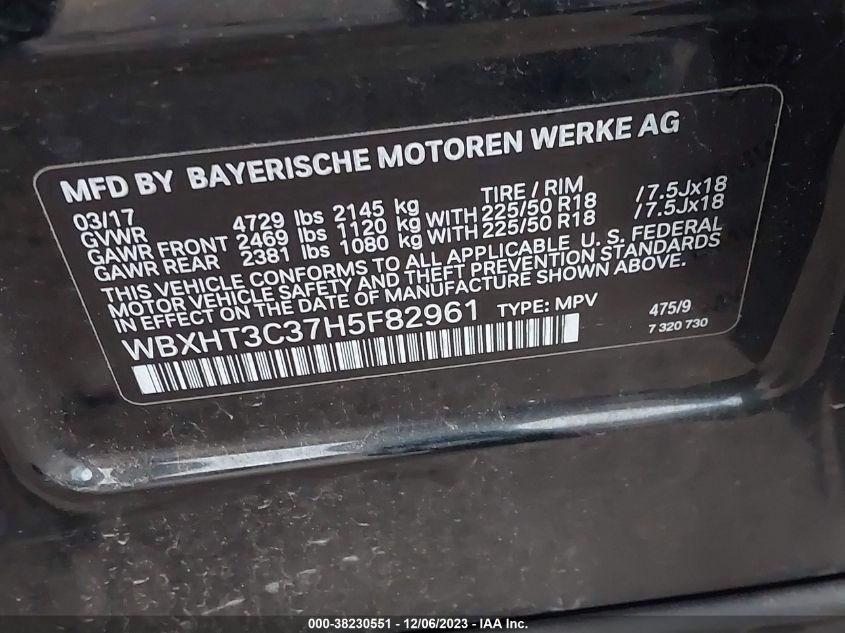 MFD BY BAYERISCHE MOTOREN WERKE AG
03/17 TIRE / RIM
GVWR 4729 lbs 2145 kg
GAWR FRONT 2469 lbs 1120 kg WITH 225/50 R18 /7.5Jx18
GAWR REAR 2381 lbs 1080 kg WITH 225/50 R18 /7.5Jx18
THIS VEHICLE CONFORMS TO ALL APPLICABLE U. S. FEDERAL
MOTOR VEHICLE SAFETY AND THEFT PREVENTION STANDARDS
IN EFFECT ON THE DATE OF MANUFACTURE SHOWN ABOVE.
WBXHT3C37H5F82961 TYPE: MPV 475/9
7 320 730
000-38230551 - 12/06/2023 - IAA Inc.